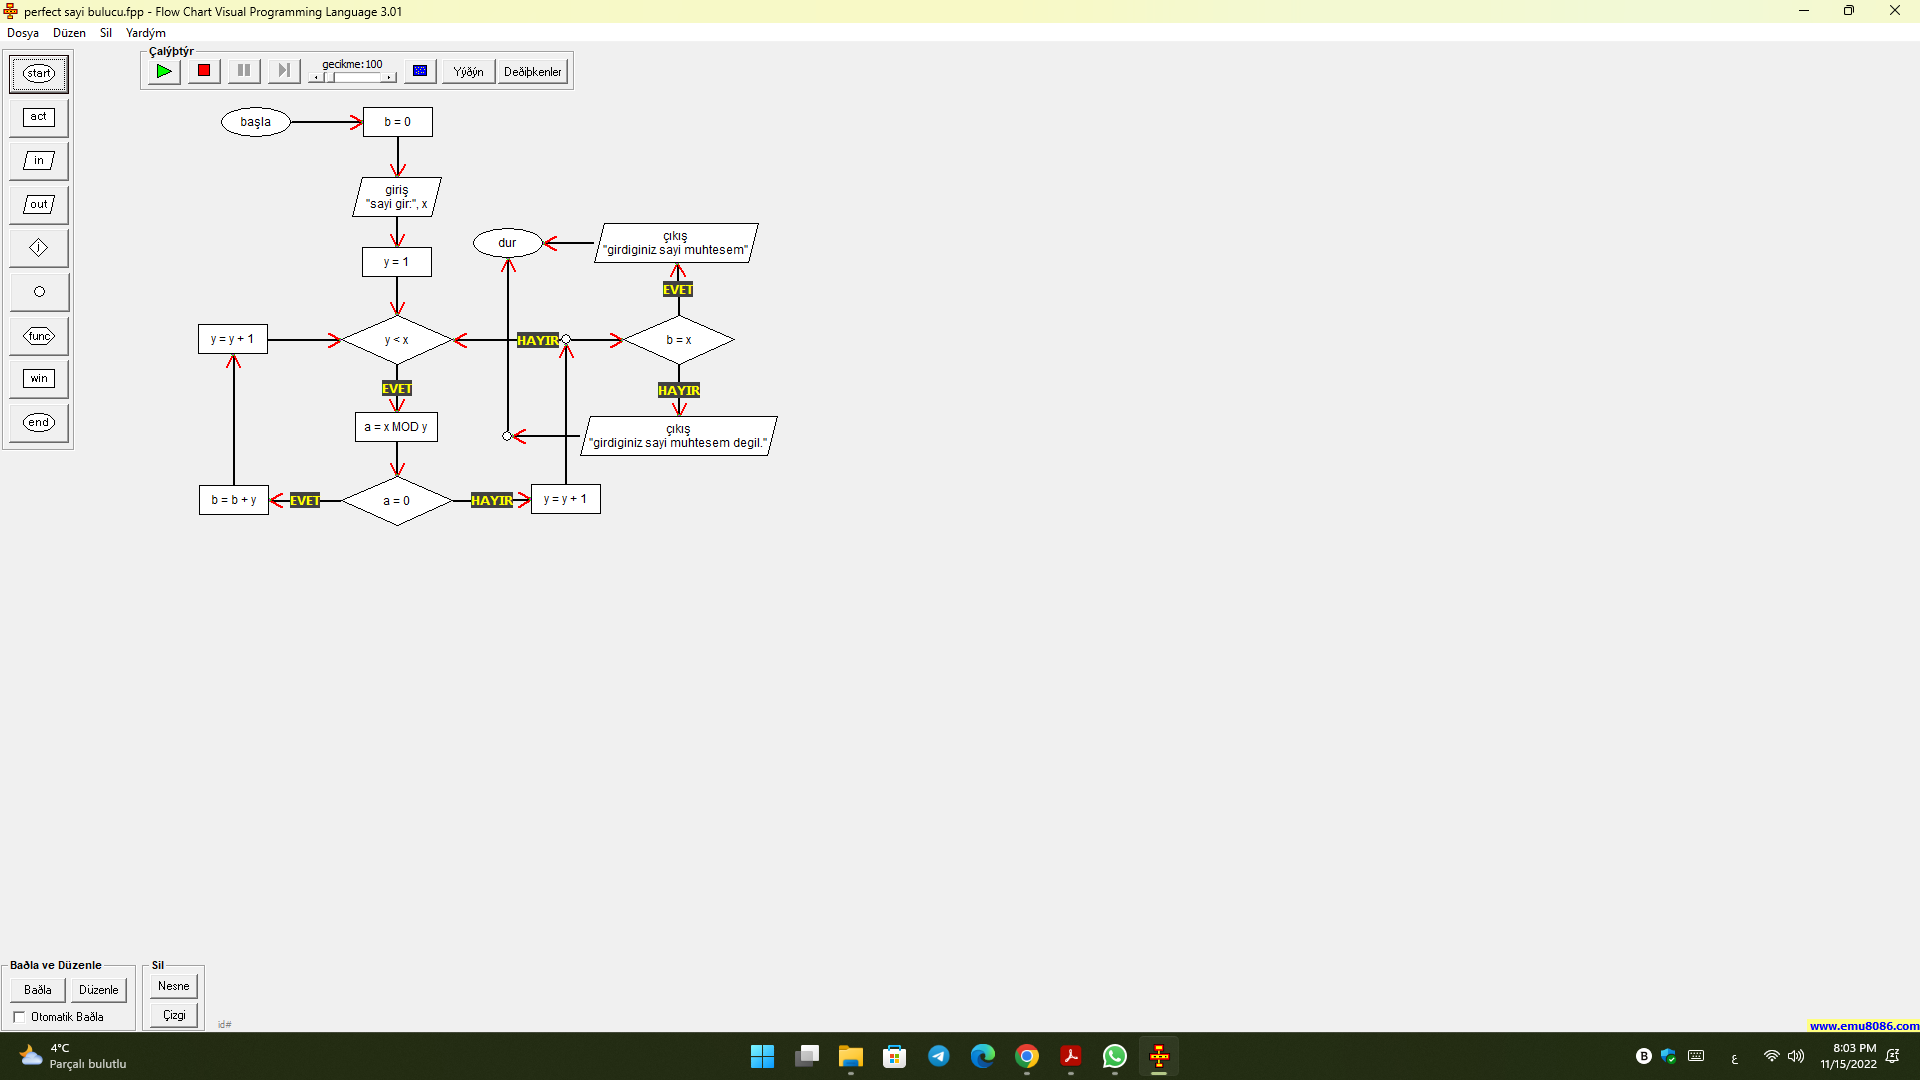 perfect sayi bulucu.fpp - Flow Chart Visual Programming Language 3.01
Dosya Düzen Sil Yardým
Çalýþtýr
gecikme:100
Yýðýn
Deðiþkenler
start
act
in
out
j
func
win
end
başla
b = 0
giriş
"sayi gir:", x
y = 1
dur
çıkış
"girdiginiz sayi muhtesem"
EVET
y = y + 1
y < x
HAYIR
b = x
EVET
HAYIR
a = x MOD y
çıkış
"girdiginiz sayi muhtesem degil."
b = b + y
EVET
a = 0
HAYIR
y = y + 1
Baðla ve Düzenle
Baðla
Düzenle
Otomatik Baðla
Sil
Nesne
Çizgi
id#
www.emu8086.com
4°C
Parçalı bulutlu
B
ع
8:03 PM
11/15/2022